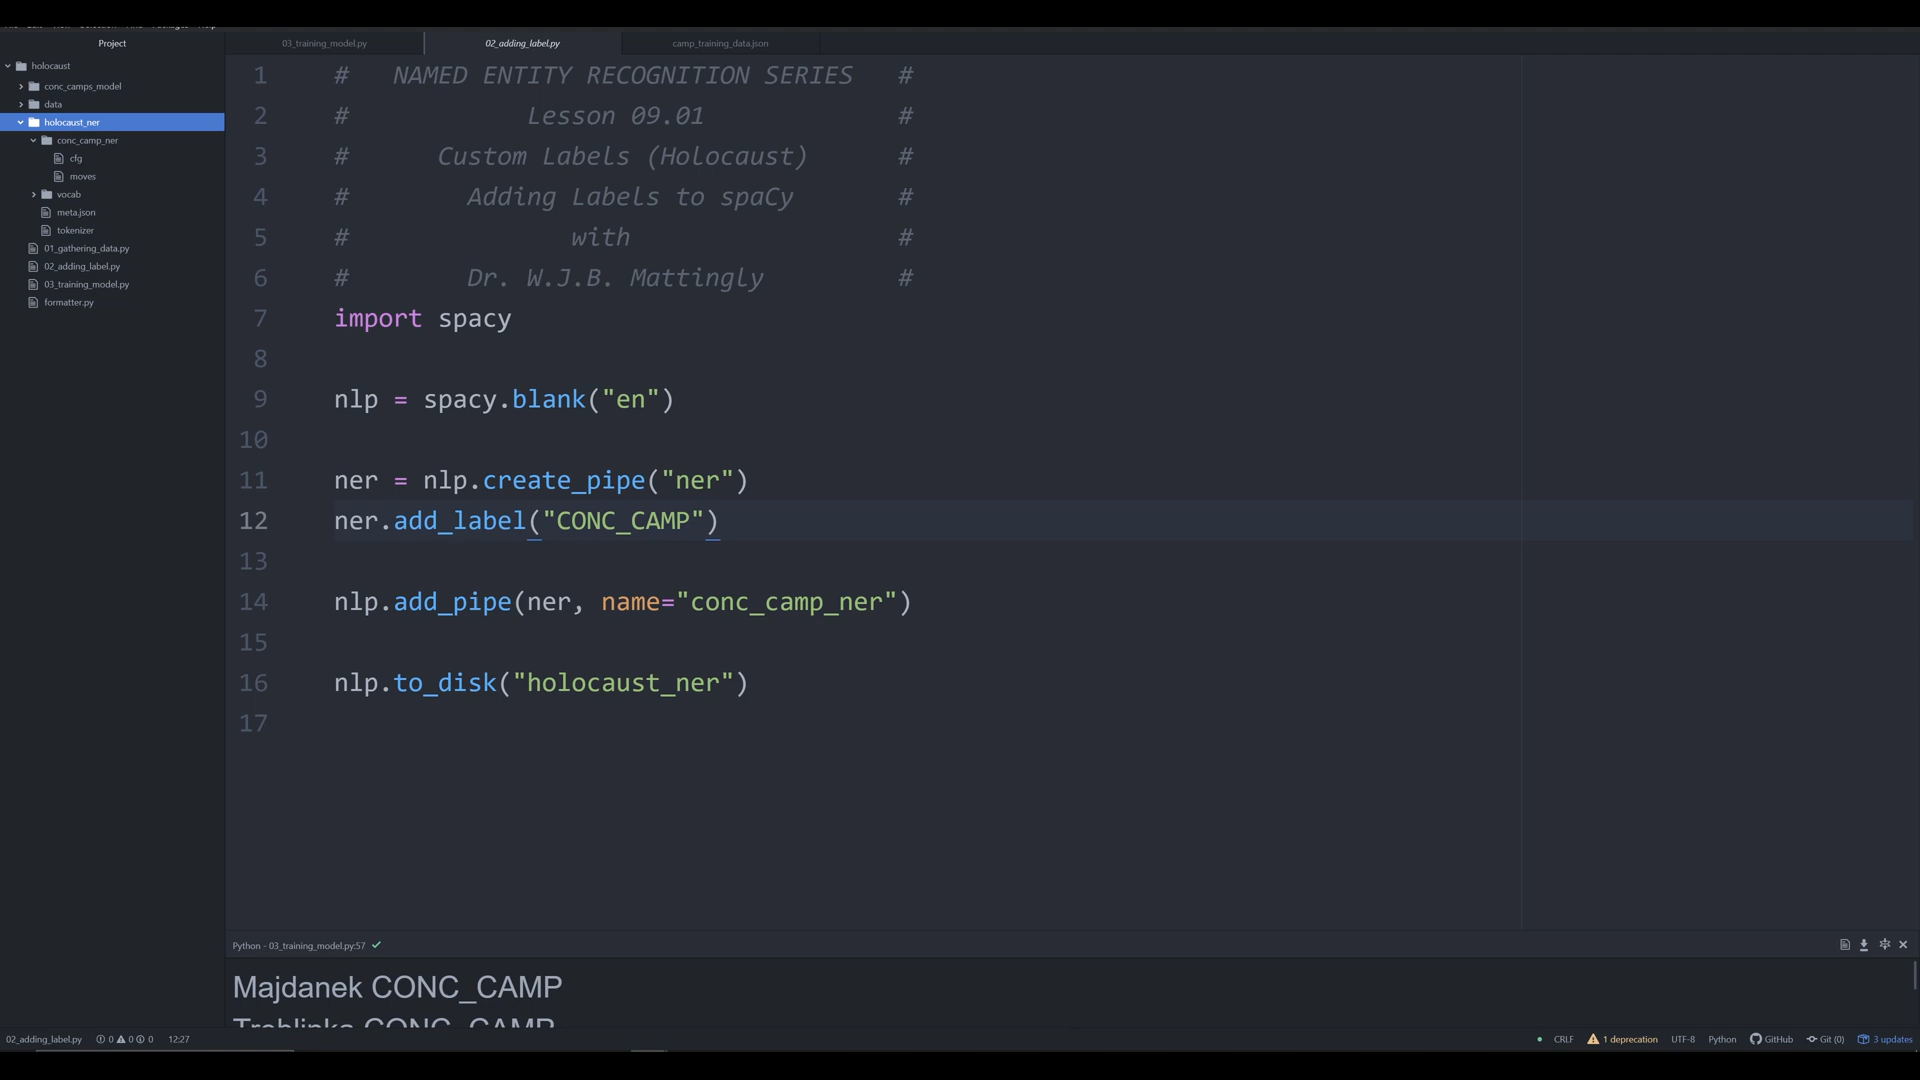 Project
03_training_model.py
02_adding_label.py
camp_training_data.json
holocaust
conc_camps_model
data
holocaust_ner
conc_camp_ner
cfg
moves
vocab
meta.json
tokenizer
01_gathering_data.py
02_adding_label.py
03_training_model.py
formatter.py
1 # NAMED ENTITY RECOGNITION SERIES #
2 # Lesson 09.01 #
3 # Custom Labels (Holocaust) #
4 # Adding Labels to spaCy #
5 # with #
6 # Dr. W.J.B. Mattingly #
7 import spacy
8
9 nlp = spacy.blank("en")
10
11 ner = nlp.create_pipe("ner")
12 ner.add_label("CONC_CAMP")
13
14 nlp.add_pipe(ner, name="conc_camp_ner")
15
16 nlp.to_disk("holocaust_ner")
17
Python - 03_training_model.py:57
Majdanek CONC_CAMP
Treblinka CONC_CAMP
02_adding_label.py 0 0 0 12:27 CRLF 1 deprecation UTF-8 Python GitHub Git (0) 3 updates